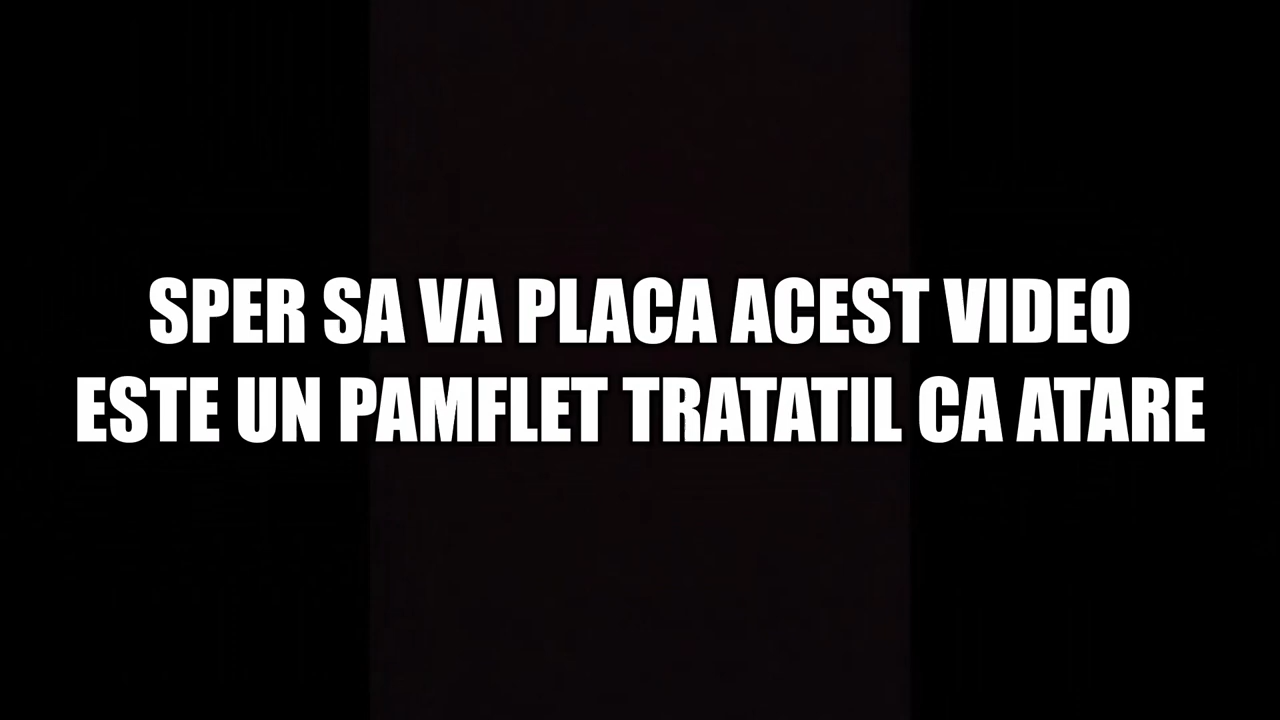 SPER SA VA PLACA ACEST VIDEO
ESTE UN PAMFLET TRATATIL CA ATARE